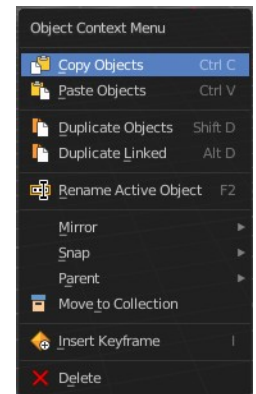 Object Context Menu
Copy Objects Ctrl C
Paste Objects Ctrl V
Duplicate Objects Shift D
Duplicate Linked Alt D
Rename Active Object F2
Mirror
Snap
Parent
Move to Collection
Insert Keyframe I
Delete